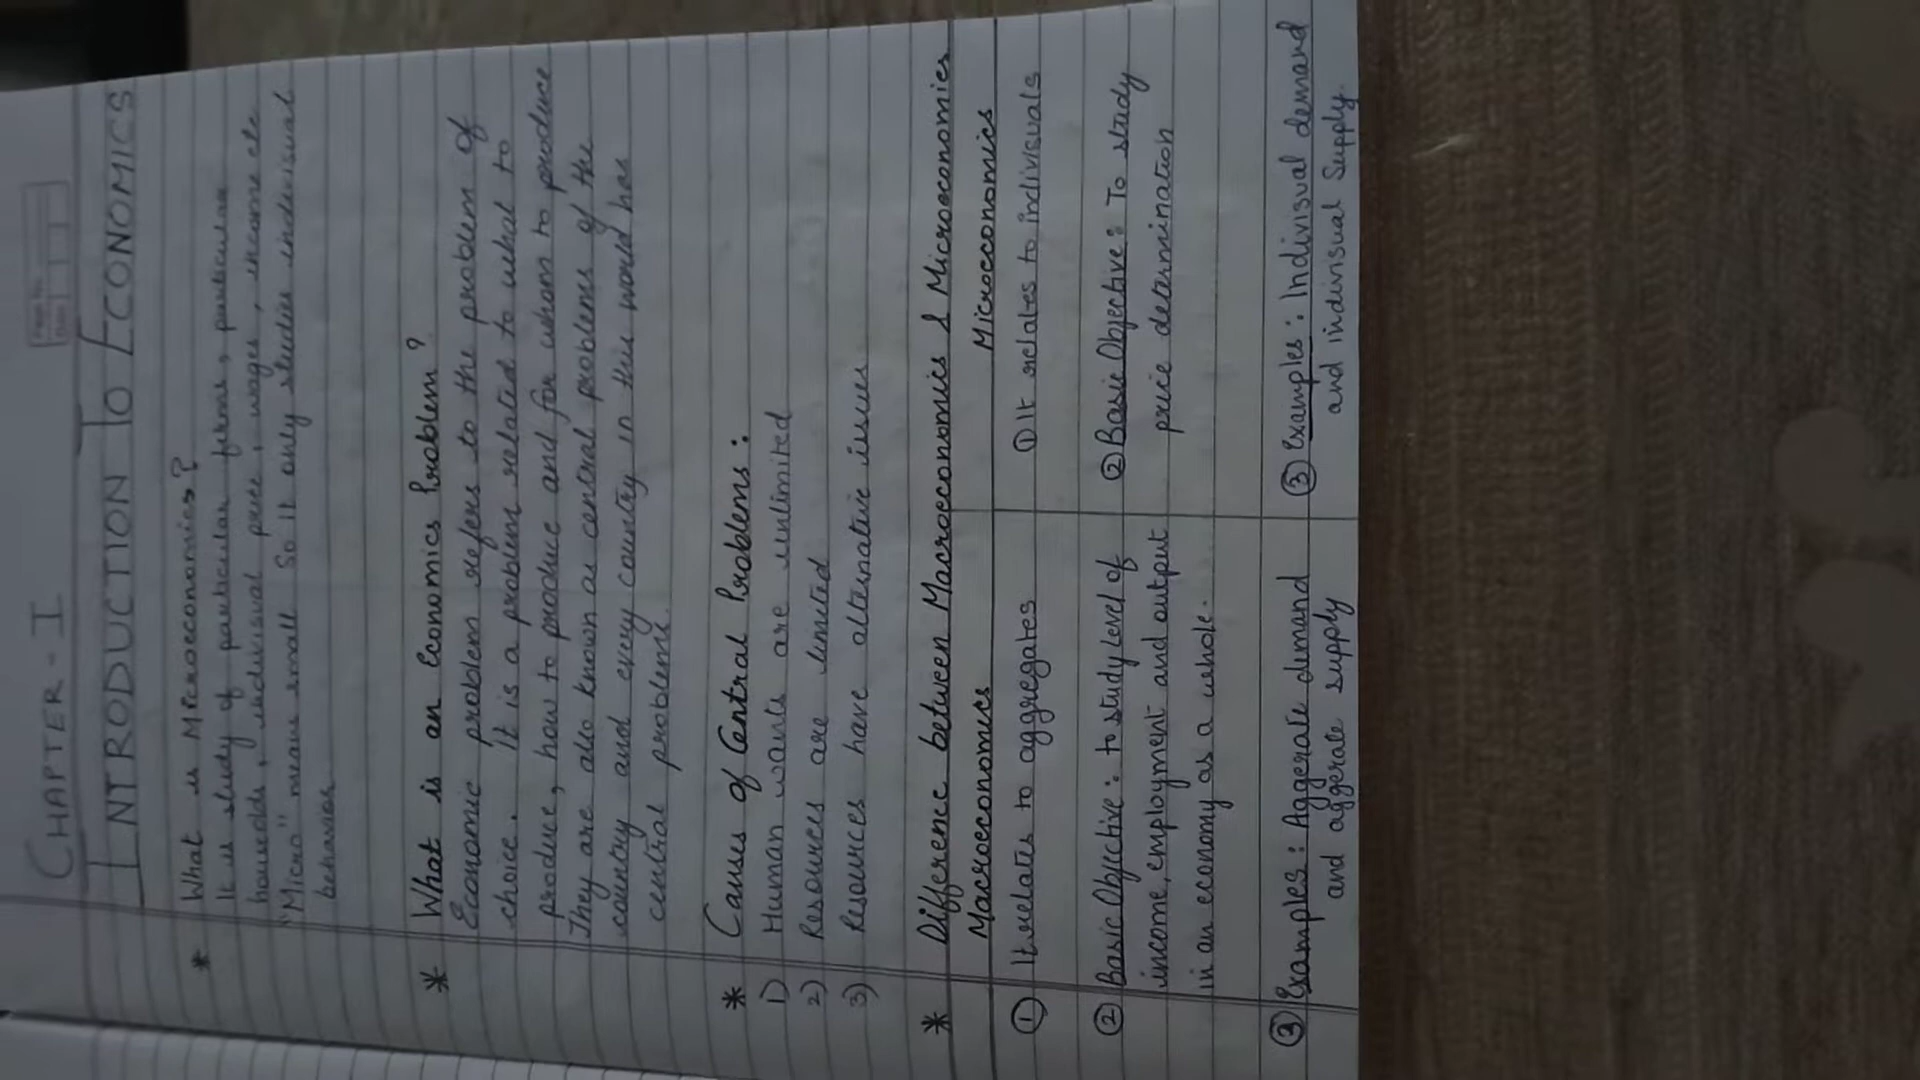 CHAPTER - I
INTRODUCTION TO ECONOMICS
* What is Microeconomics?
It is study of particular firms, particular
households, indivisual price, wages, income etc
"Micro" means small So it only studies indivisual
behavior
* What is an Economics Problem ?
Economic problem refers to the problem of
choice. It is a problem related to what to
produce, how to produce and for whom to produce
They are also known as central problems of the
country and every country in this world has
central problems.
* Causes of Central Problems :
1) Human wants are unlimited
2) Resources are limited
3) Resources have alternative issues
* Difference between Macroeconomics & Microeconomics
Macroeconomics Microeconomics
① It relates to aggregates ① It relates to indivisuals
② Basic Objective : to study level of ② Basic Objective : To study
income, employment and output price determination
in an economy as a whole.
③ Examples : Aggerate demand ③ Examples : Indivisual demand
and aggerate supply and indivisual Supply.